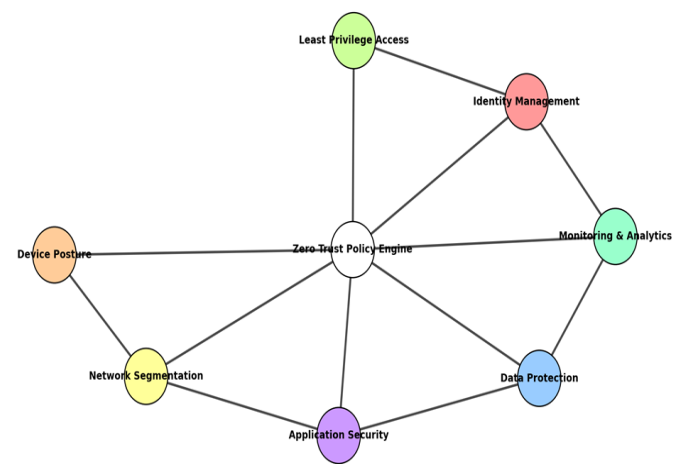 Least Privilege Access
Identity Management
Monitoring & Analytics
Zero Trust Policy Engine
Device Posture
Network Segmentation
Data Protection
Application Security